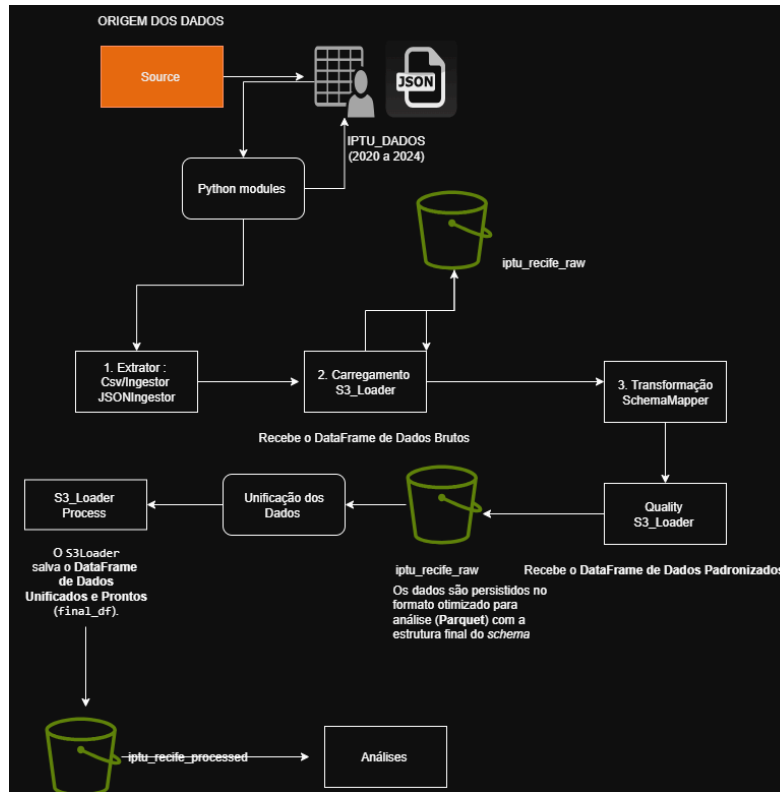 ORIGEM DOS DADOS
Source
JSON
IPTU_DADOS
(2020 a 2024)
Python modules
iptu_recife_raw
1. Extrator :
Csv/Ingestor
JSONIngestor
2. Carregamento
S3_Loader
3. Transformação
SchemaMapper
Recebe o DataFrame de Dados Brutos
S3_Loader
Process
Unificação dos
Dados
Quality
S3_Loader
O S3Loader
salva o DataFrame
de Dados
Unificados e Prontos
(final_df).
iptu_recife_raw
Recebe o DataFrame de Dados Padronizados
Os dados são persistidos no
formato otimizado para
análise (Parquet) com a
estrutura final do schema
iptu_recife_processed
Análises